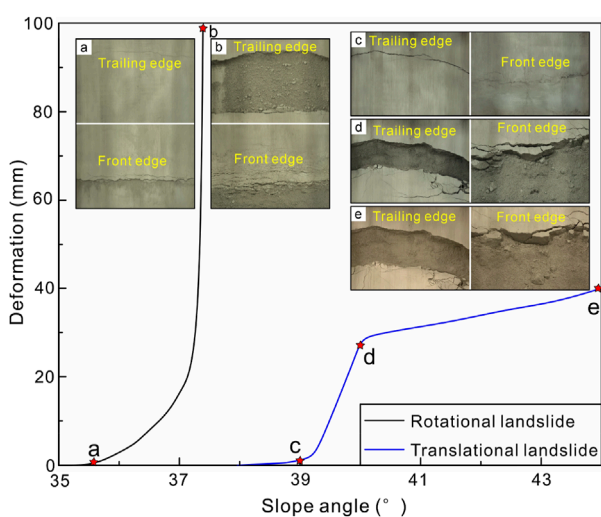 100
80
60
40
20
0
Deformation (mm)
35
37
39
41
43
Slope angle (° )
a
Trailing edge
Front edge
b
Trailing edge
Front edge
c
Trailing edge
Front edge
d
Trailing edge
Front edge
e
Trailing edge
Front edge
a
b
c
d
e
Rotational landslide
Translational landslide